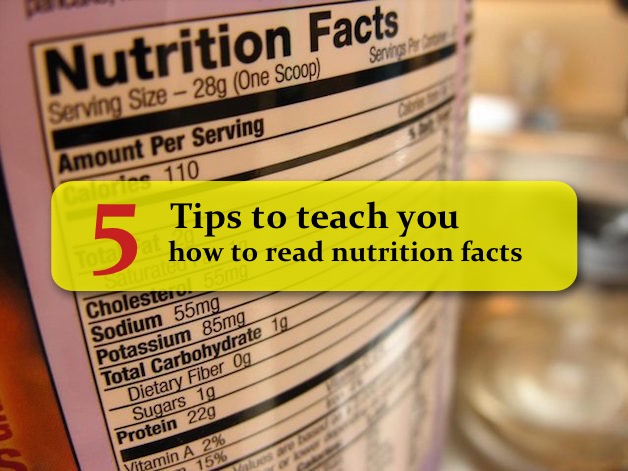 Nutrition Facts
Serving Size – 28g (One Scoop) Servings Per
Amount Per Serving
Calories 110 Calories
% Daily
5 Tips to teach you
how to read nutrition facts
Total Fat
Saturated
Cholesterol 55mg
Sodium 55mg
Potassium 85mg
Total Carbohydrate 1g
Dietary Fiber 0g
Sugars 1g
Protein 22g
Vitamin A 2%
15%